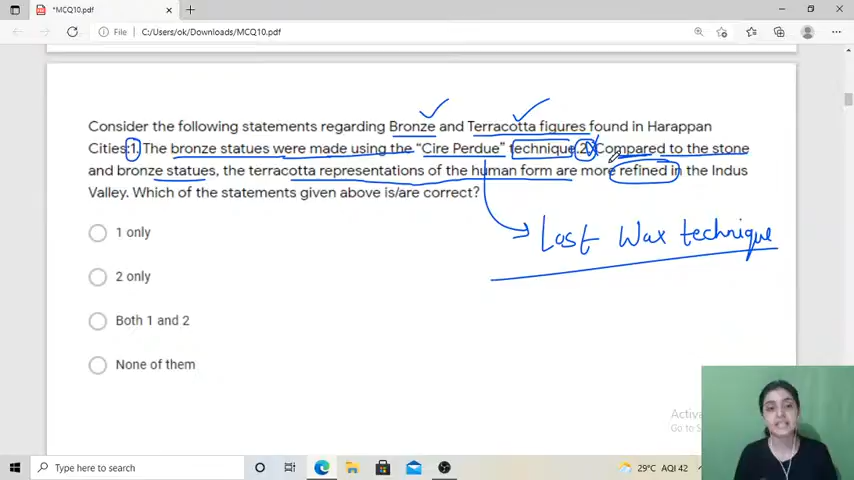 *MCQ10.pdf
File
C:/Users/ok/Downloads/MCQ10.pdf
Consider the following statements regarding Bronze and Terracotta figures found in Harappan
Cities:1. The bronze statues were made using the “Cire Perdue” technique.2. Compared to the stone
and bronze statues, the terracotta representations of the human form are more refined in the Indus
Valley. Which of the statements given above is/are correct?
Lost Wax technique
1 only
2 only
Both 1 and 2
None of them
Activa
Go to S
Type here to search
29°C AQI 42